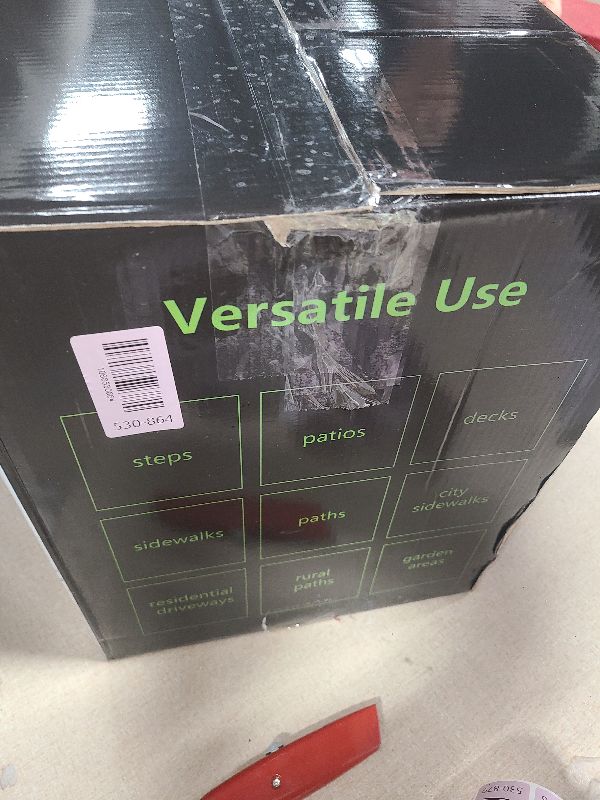 Versatile Use
530-864
steps
patios
decks
sidewalks
paths
city
sidewalks
residential
driveways
rural
paths
garden
areas